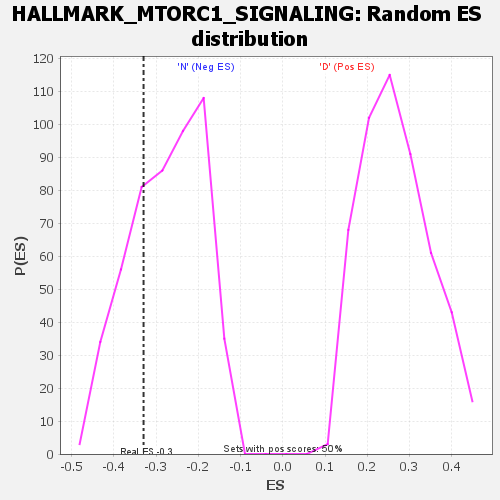 HALLMARK_MTORC1_SIGNALING: Random ES
distribution
'N' (Neg ES)
'D' (Pos ES)
120
110
100
90
80
70
60
50
40
30
20
10
0
P(ES)
Real ES -0.3
Sets with pos scores: 50%
-0.5 -0.4 -0.3 -0.2 -0.1 0.0 0.1 0.2 0.3 0.4
ES